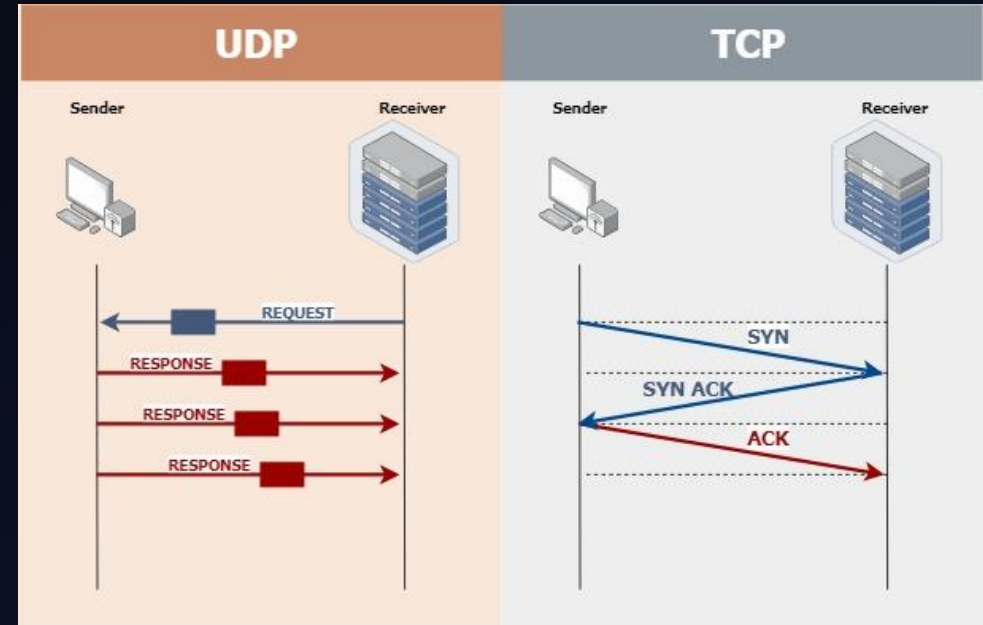 UDP
TCP
Sender
Receiver
Sender
Receiver
REQUEST
RESPONSE
RESPONSE
RESPONSE
SYN
SYN ACK
ACK